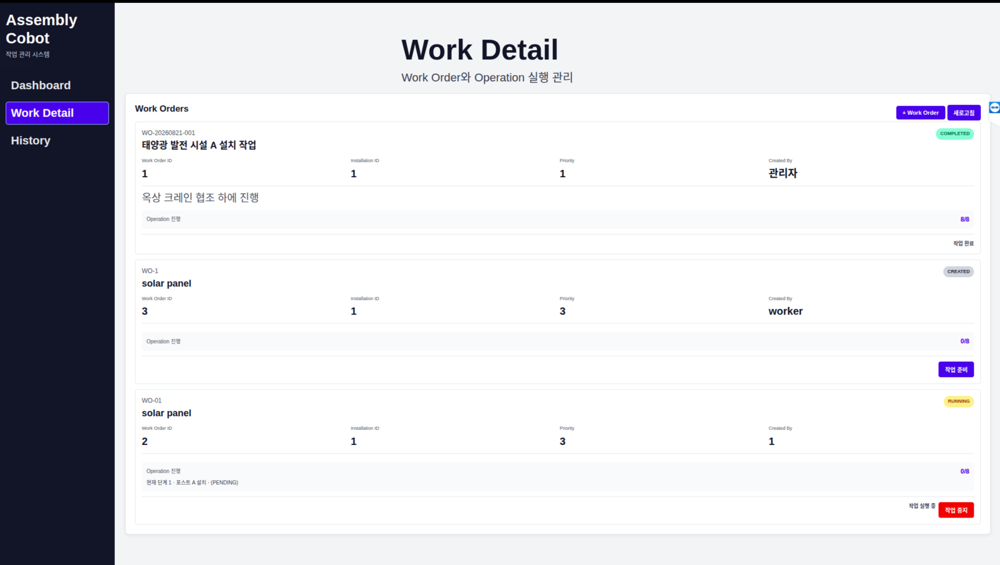 Assembly
Cobot
작업 관리 시스템
Dashboard
Work Detail
History
Work Detail
Work Order와 Operation 실행 관리
Work Orders
+ Work Order
새로고침
WO-20260821-001
COMPLETED
태양광 발전 시설 A 설치 작업
Work Order ID
Installation ID
Priority
Created By
1
1
1
관리자
옥상 크레인 협조 하에 진행
Operation 진행
8/8
작업 완료
WO-1
CREATED
solar panel
Work Order ID
Installation ID
Priority
Created By
3
1
3
worker
Operation 진행
0/8
작업 준비
WO-01
RUNNING
solar panel
Work Order ID
Installation ID
Priority
Created By
2
1
3
1
Operation 진행
0/8
현재 단계 1 · 포스트 A 설치 · (PENDING)
작업 실행 중
작업 중지